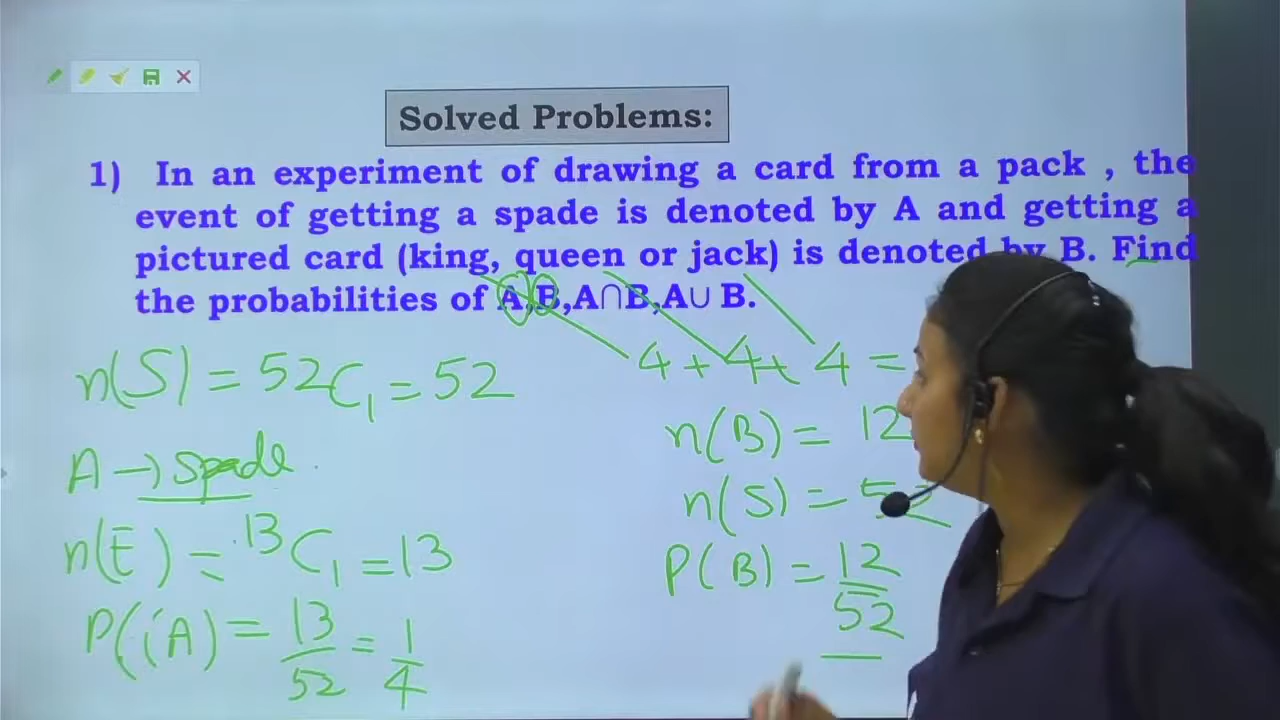 Solved Problems:
1) In an experiment of drawing a card from a pack , the
event of getting a spade is denoted by A and getting a
pictured card (king, queen or jack) is denoted by B. Find
the probabilities of A,B,A∩B,A∪ B.
n(S) = 52C₁ = 52
A → spade
n(E) = ¹³C₁ = 13
P((A) = 13/52 = 1/4
4 + 4 + 4 =
n(B) = 12
n(S) = 52
P(B) = 12/52